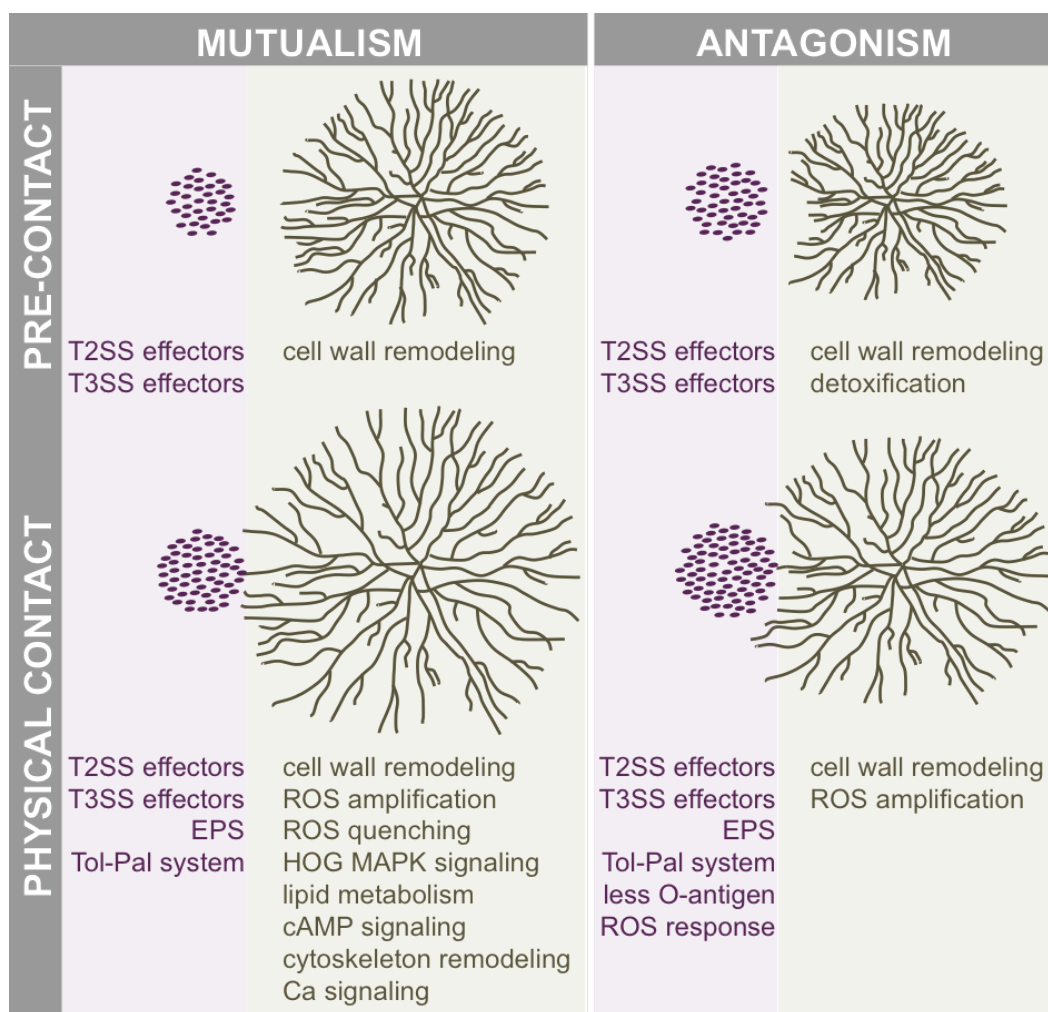 MUTUALISM
ANTAGONISM
PRE-CONTACT
T2SS effectors
T3SS effectors
cell wall remodeling
T2SS effectors
T3SS effectors
cell wall remodeling
detoxification
PHYSICAL CONTACT
T2SS effectors
T3SS effectors
EPS
Tol-Pal system
cell wall remodeling
ROS amplification
ROS quenching
HOG MAPK signaling
lipid metabolism
cAMP signaling
cytoskeleton remodeling
Ca signaling
T2SS effectors
T3SS effectors
EPS
Tol-Pal system
less O-antigen
ROS response
cell wall remodeling
ROS amplification